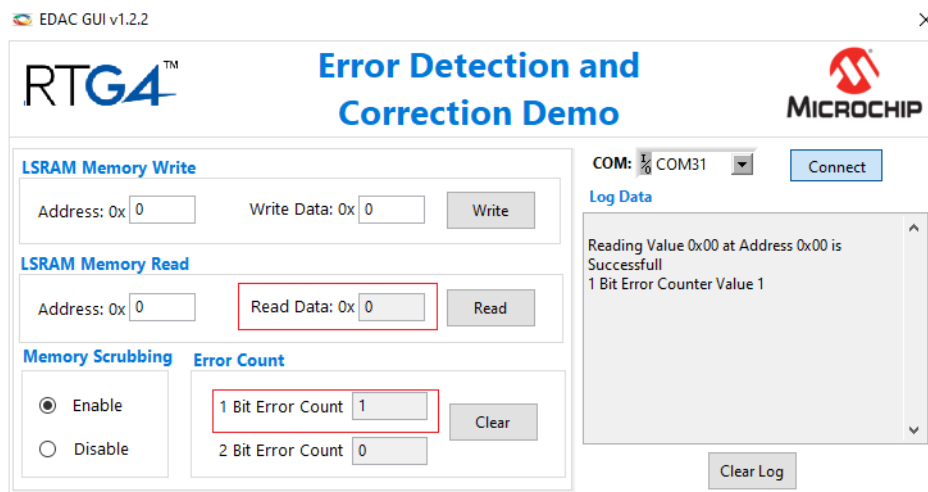 EDAC GUI v1.2.2
RTG4™
Error Detection and
Correction Demo
MICROCHIP
LSRAM Memory Write
Address: 0x 0
Write Data: 0x 0
Write
LSRAM Memory Read
Address: 0x 0
Read Data: 0x 0
Read
Memory Scrubbing
Enable
Disable
Error Count
1 Bit Error Count 1
2 Bit Error Count 0
Clear
COM: I/0 COM31
Connect
Log Data
Reading Value 0x00 at Address 0x00 is
Successfull
1 Bit Error Counter Value 1
Clear Log